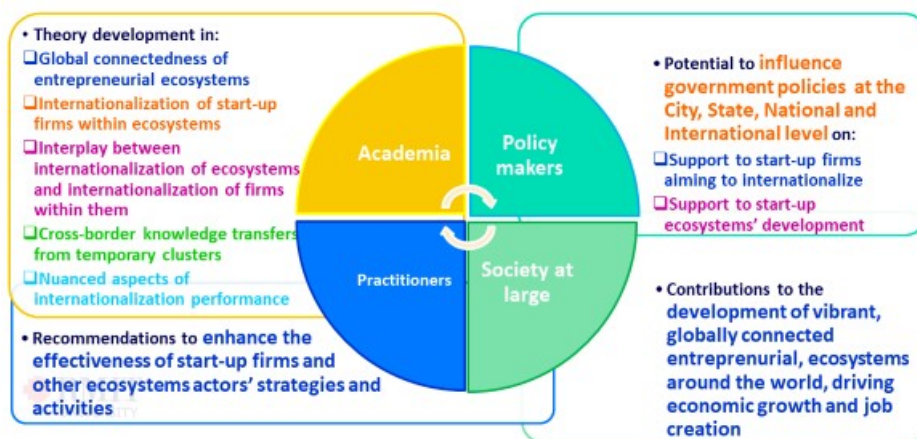 • Theory development in:
❑Global connectedness of
entrepreneurial ecosystems
❑Internationalization of start-up
firms within ecosystems
❑Interplay between
internationalization of ecosystems
and internationalization of firms
within them
❑Cross-border knowledge transfers
from temporary clusters
❑Nuanced aspects of
internationalization performance
Academia
Policy
makers
• Potential to influence
government policies at the
City, State, National and
International level on:
❑Support to start-up firms
aiming to internationalize
❑Support to start-up
ecosystems' development
Practitioners
Society at
large
• Recommendations to enhance the
effectiveness of start-up firms and
other ecosystems actors' strategies and
activities
• Contributions to the
development of vibrant,
globally connected
entreprenurial, ecosystems
around the world, driving
economic growth and job
creation